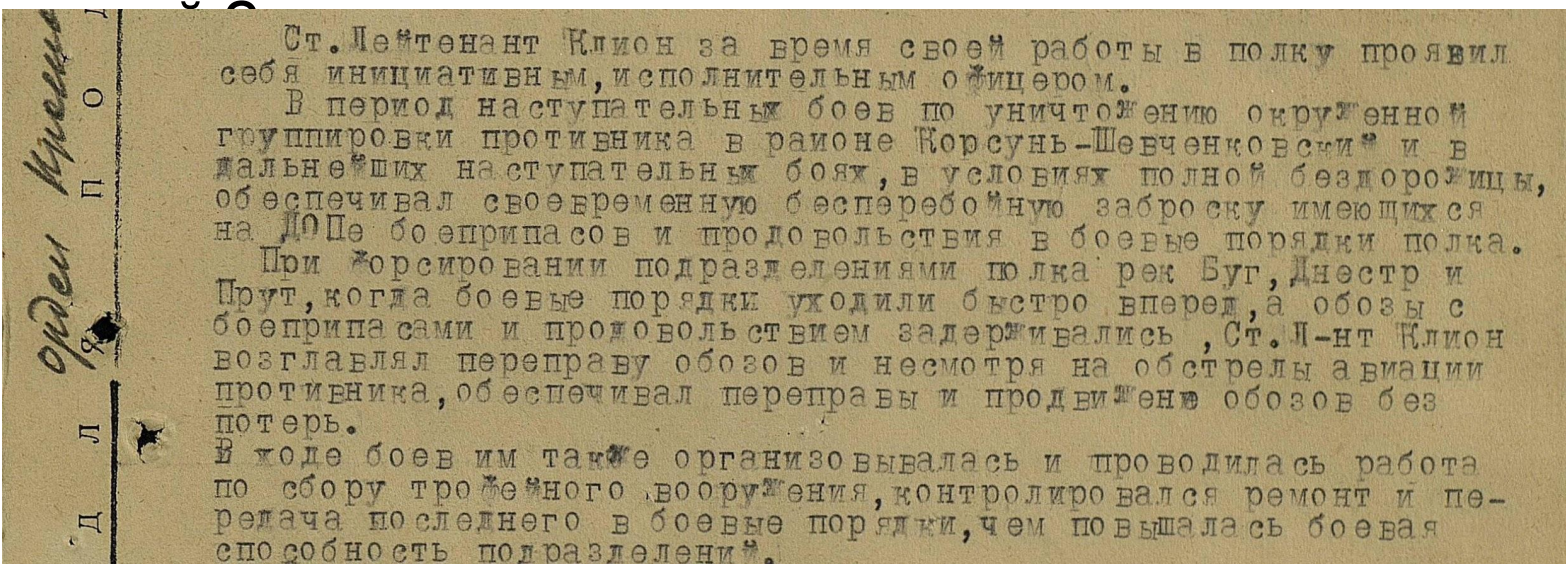 Ст.Лейтенант Клион за время своей работы в полку проявил
себя инициативным,исполнительным офицером.
В период наступательных боев по уничтожению окруженной
группировки противника в районе Корсунь-Шевченковский и в
дальнейших наступательных боях,в условиях полной бездорожицы,
обеспечивал своевременную бесперебойную заброску имеющихся
на ДОПе боеприпасов и продовольствия в боевые порядки полка.
При форсировании подразделениями полка рек Буг,Днестр и
Прут,когда боевые порядки уходили быстро вперед,а обозы с
боеприпасами и продовольствием задерживались ,Ст.Л-нт Клион
возглавлял переправу обозов и несмотря на обстрелы авиации
противника,обеспечивал переправы и продвижение обозов без
потерь.
В ходе боев им также организовывалась и проводилась работа
по сбору трофейного вооружения,контролировался ремонт и пе-
редача последнего в боевые порядки,чем повышалась боевая
способность подразделений.
орден
Д Л Я П О